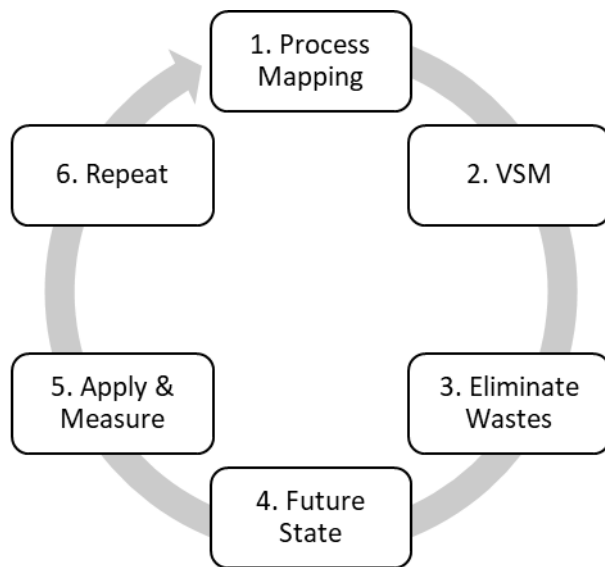 1. Process
Mapping
2. VSM
3. Eliminate
Wastes
4. Future
State
5. Apply &
Measure
6. Repeat